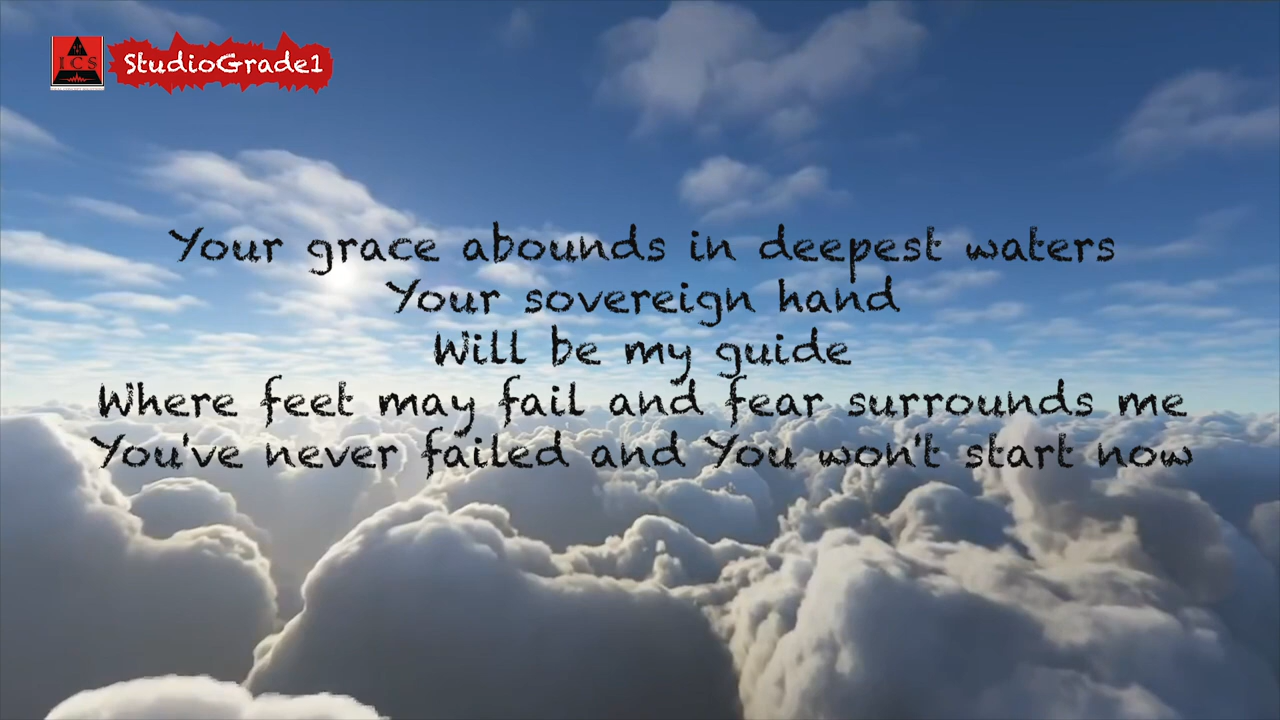 ICS
StudioGrade1
Your grace abounds in deepest waters
Your sovereign hand
Will be my guide
Where feet may fail and fear surrounds me
You've never failed and You won't start now